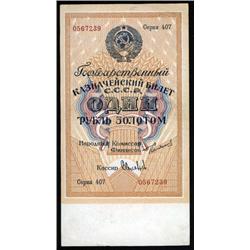 Серия 407
0567239
Государственный
КАЗНАЧЕЙСКИЙ БИЛЕТ
С.С.С.Р.
ОДИН
РУБЛЬ ЗОЛОТОМ
Народный Комиссар
Финансов
Кассир
Серия 407
0567239